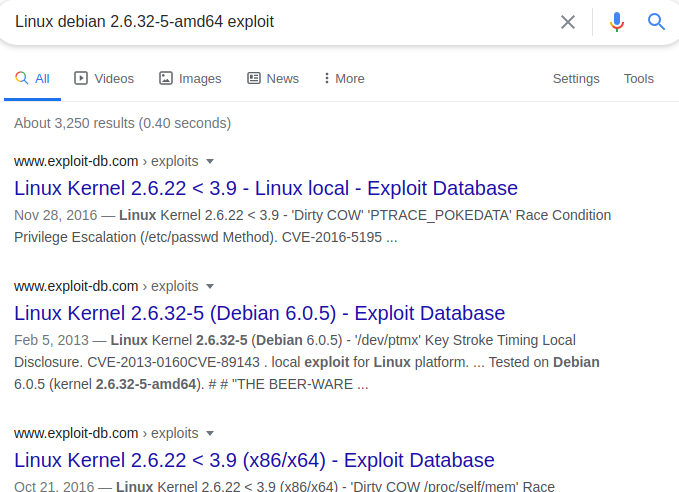 Linux debian 2.6.32-5-amd64 exploit
All Videos Images News More Settings Tools
About 3,250 results (0.40 seconds)
www.exploit-db.com › exploits
Linux Kernel 2.6.22 < 3.9 - Linux local - Exploit Database
Nov 28, 2016 — Linux Kernel 2.6.22 < 3.9 - 'Dirty COW' 'PTRACE_POKEDATA' Race Condition
Privilege Escalation (/etc/passwd Method). CVE-2016-5195 ...
www.exploit-db.com › exploits
Linux Kernel 2.6.32-5 (Debian 6.0.5) - Exploit Database
Feb 5, 2013 — Linux Kernel 2.6.32-5 (Debian 6.0.5) - '/dev/ptmx' Key Stroke Timing Local
Disclosure. CVE-2013-0160CVE-89143 . local exploit for Linux platform. ... Tested on Debian
6.0.5 (kernel 2.6.32-5-amd64). # # "THE BEER-WARE ...
www.exploit-db.com › exploits
Linux Kernel 2.6.22 < 3.9 (x86/x64) - Exploit Database
Oct 21, 2016 — Linux Kernel 2.6.22 < 3.9 (x86/x64) - 'Dirty COW /proc/self/mem' Race